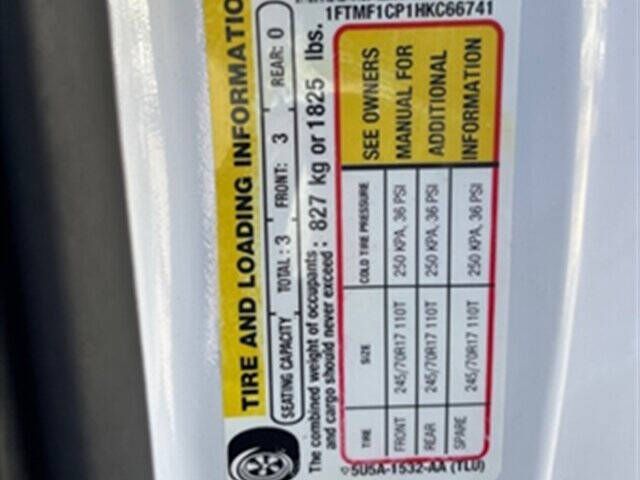 1FTMF1CP1HKC66741
TIRE AND LOADING INFORMATIO
SEATING CAPACITY TOTAL: 3 FRONT: 3 REAR: 0
The combined weight of occupants
and cargo should never exceed : 827 kg or 1825 lbs.
TIRE SIZE COLD TIRE PRESSURE SEE OWNERS
FRONT 245/70R17 110T 250 KPA, 36 PSI MANUAL FOR
REAR 245/70R17 110T 250 KPA, 36 PSI ADDITIONAL
SPARE 245/70R17 110T 250 KPA, 36 PSI INFORMATION
5U5A-1532-AA (TLU)